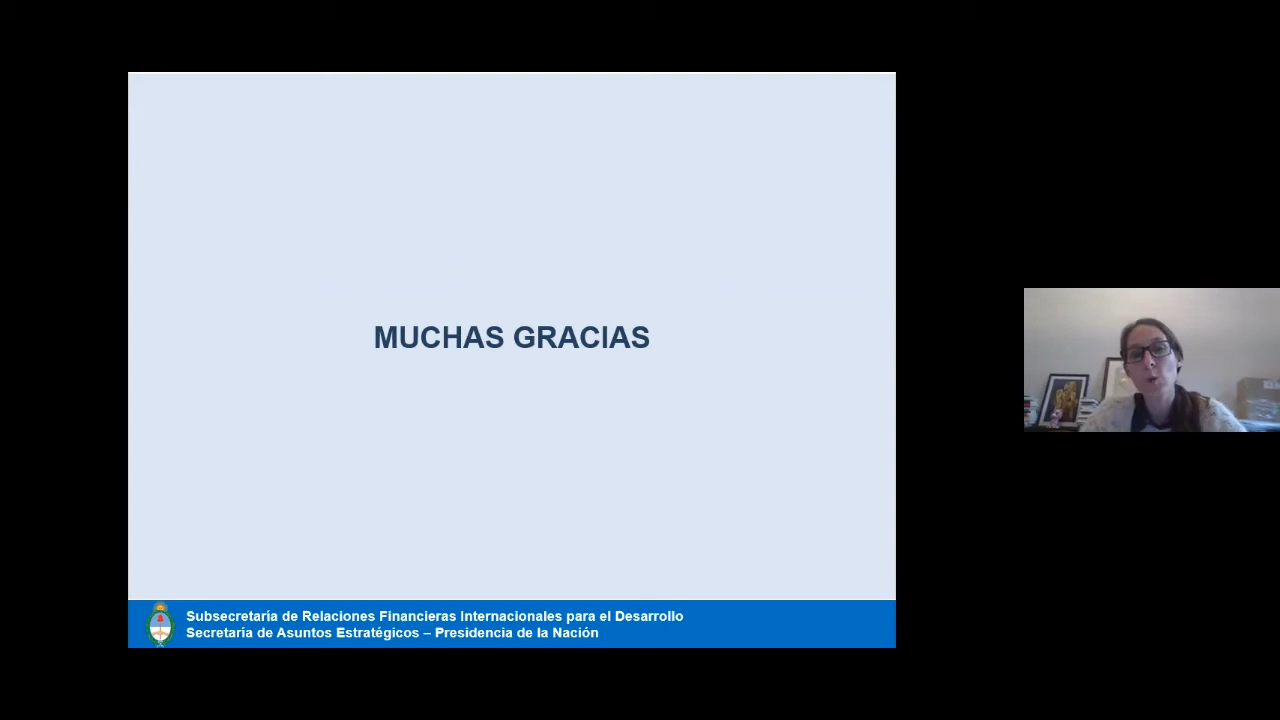 MUCHAS GRACIAS
Subsecretaría de Relaciones Financieras Internacionales para el Desarrollo
Secretaría de Asuntos Estratégicos – Presidencia de la Nación